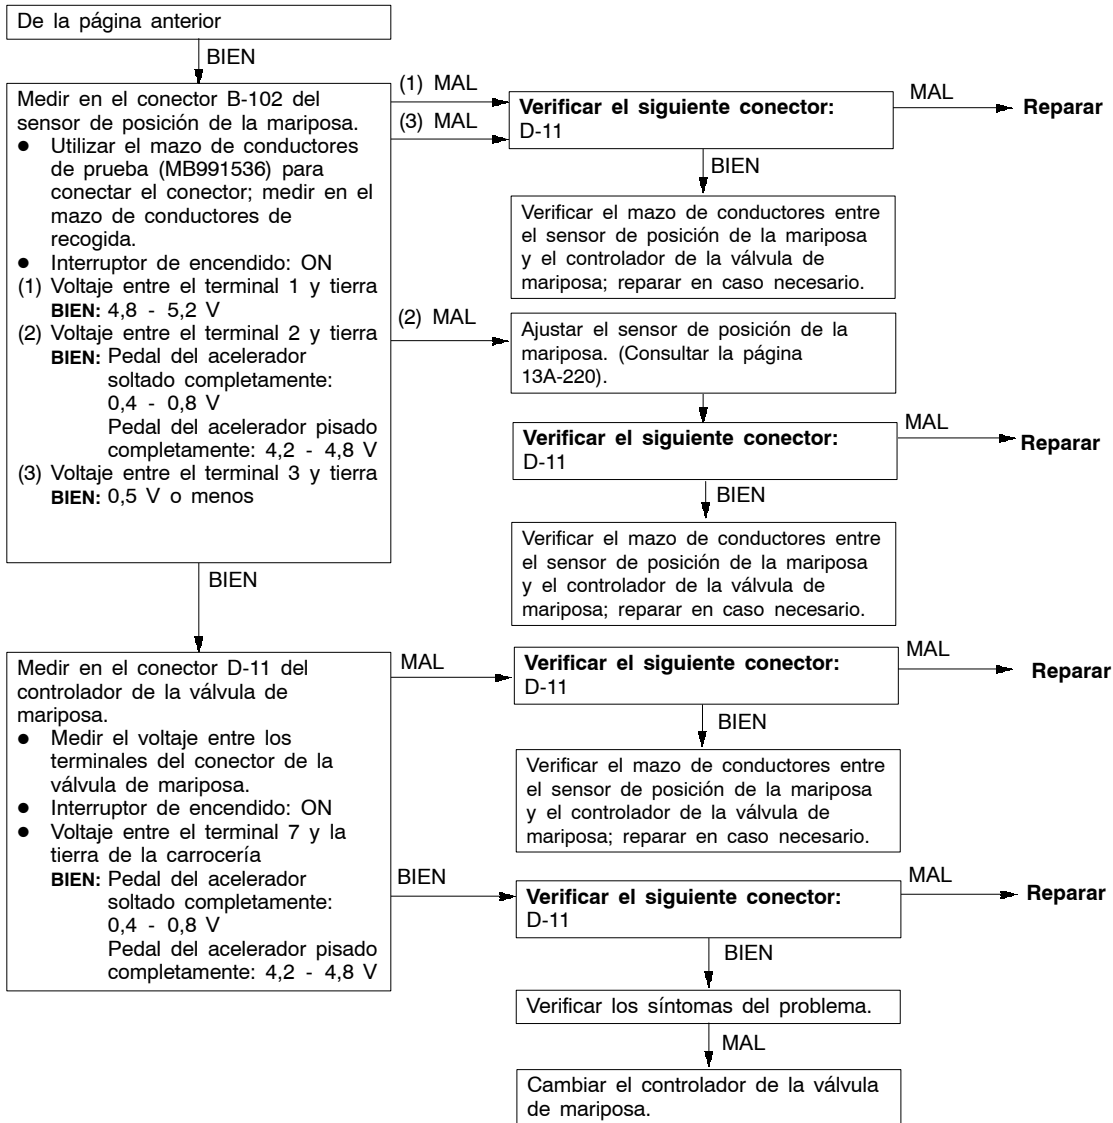 De la página anterior
BIEN
Medir en el conector B-102 del
sensor de posición de la mariposa.
● Utilizar el mazo de conductores
de prueba (MB991536) para
conectar el conector; medir en el
mazo de conductores de
recogida.
● Interruptor de encendido: ON
(1) Voltaje entre el terminal 1 y tierra
BIEN: 4,8 - 5,2 V
(2) Voltaje entre el terminal 2 y tierra
BIEN: Pedal del acelerador
soltado completamente:
0,4 - 0,8 V
Pedal del acelerador pisado
completamente: 4,2 - 4,8 V
(3) Voltaje entre el terminal 3 y tierra
BIEN: 0,5 V o menos
(1) MAL
(3) MAL
Verificar el siguiente conector:
D-11
MAL
Reparar
BIEN
Verificar el mazo de conductores entre
el sensor de posición de la mariposa
y el controlador de la válvula de
mariposa; reparar en caso necesario.
(2) MAL
Ajustar el sensor de posición de la
mariposa. (Consultar la página
13A-220).
Verificar el siguiente conector:
D-11
MAL
Reparar
BIEN
Verificar el mazo de conductores entre
el sensor de posición de la mariposa
y el controlador de la válvula de
mariposa; reparar en caso necesario.
BIEN
Medir en el conector D-11 del
controlador de la válvula de
mariposa.
● Medir el voltaje entre los
terminales del conector de la
válvula de mariposa.
● Interruptor de encendido: ON
● Voltaje entre el terminal 7 y la
tierra de la carrocería
BIEN: Pedal del acelerador
soltado completamente:
0,4 - 0,8 V
Pedal del acelerador pisado
completamente: 4,2 - 4,8 V
MAL
Verificar el siguiente conector:
D-11
MAL
Reparar
BIEN
Verificar el mazo de conductores entre
el sensor de posición de la mariposa
y el controlador de la válvula de
mariposa; reparar en caso necesario.
BIEN
Verificar el siguiente conector:
D-11
MAL
Reparar
BIEN
Verificar los síntomas del problema.
MAL
Cambiar el controlador de la válvula
de mariposa.